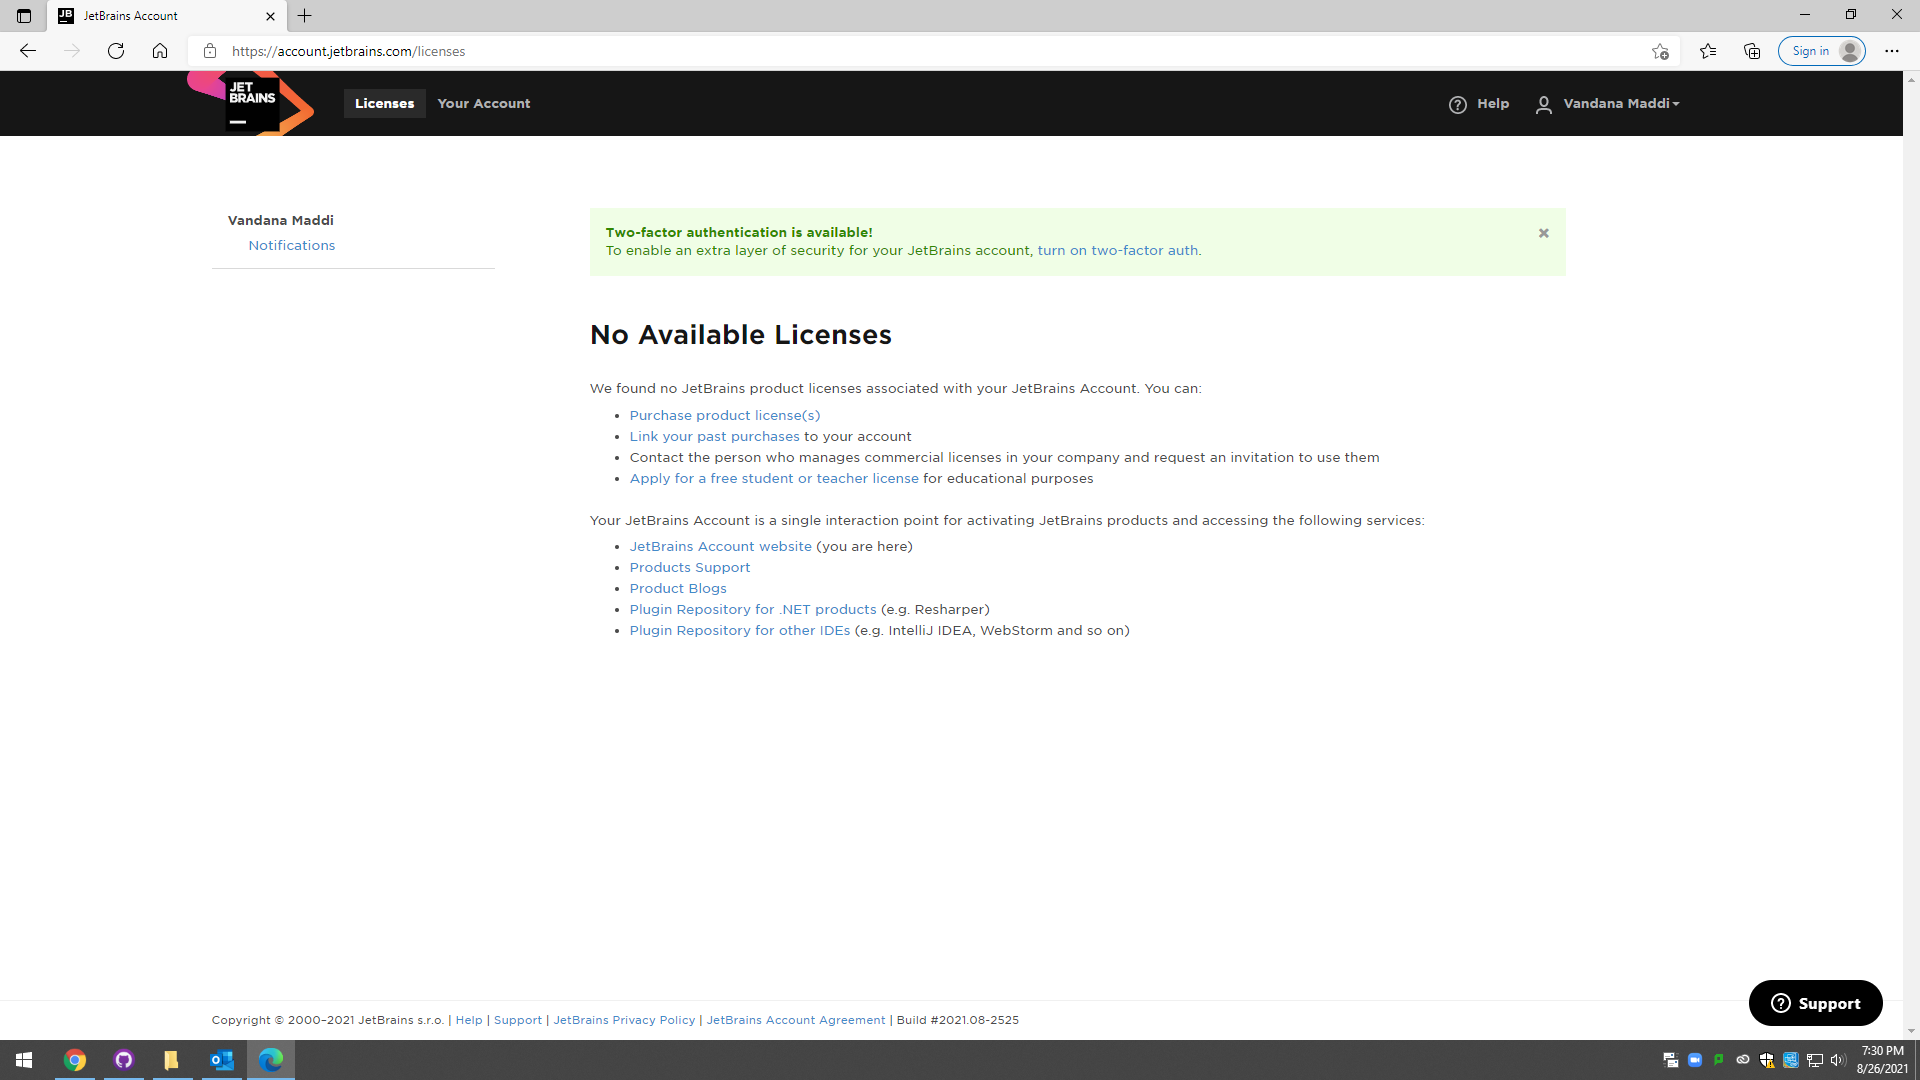 JetBrains Account
https://account.jetbrains.com/licenses
Sign in
JET
BRAINS
Licenses
Your Account
Help
Vandana Maddi
Vandana Maddi
Notifications
Two-factor authentication is available!
To enable an extra layer of security for your JetBrains account, turn on two-factor auth.
No Available Licenses
We found no JetBrains product licenses associated with your JetBrains Account. You can:
• Purchase product license(s)
• Link your past purchases to your account
• Contact the person who manages commercial licenses in your company and request an invitation to use them
• Apply for a free student or teacher license for educational purposes
Your JetBrains Account is a single interaction point for activating JetBrains products and accessing the following services:
• JetBrains Account website (you are here)
• Products Support
• Product Blogs
• Plugin Repository for .NET products (e.g. Resharper)
• Plugin Repository for other IDEs (e.g. IntelliJ IDEA, WebStorm and so on)
Support
Copyright © 2000–2021 JetBrains s.r.o. | Help | Support | JetBrains Privacy Policy | JetBrains Account Agreement | Build #2021.08-2525
7:30 PM
8/26/2021